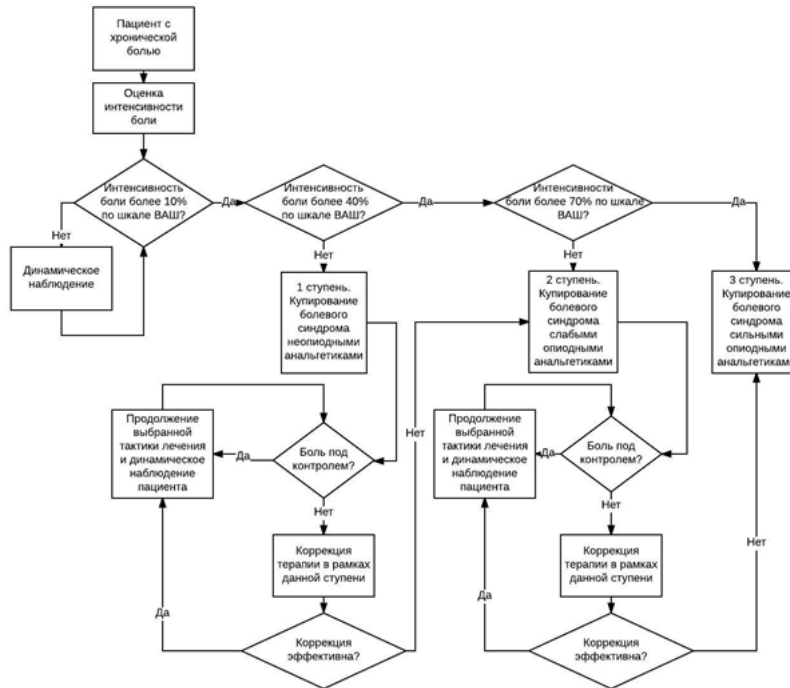 Пациент с
хронической
болью
Оценка
интенсивности
боли
Интенсивность
боли более 10%
по шкале ВАШ?
Да
Интенсивность
боли более 40%
по шкале ВАШ?
Да
Интенсивности
боли более 70% по шкале
ВАШ?
Да
Нет
Динамическое
наблюдение
Нет
1 ступень.
Купирование
болевого
синдрома
неопиодными
анальгетиками
Нет
2 ступень.
Купирование
болевого
синдрома
слабыми
опиодными
анальгетиками
3 ступень.
Купирование
болевого
синдрома
сильными
опиодными
анальгетиками
Продолжение
выбранной
тактики лечения
и динамическое
наблюдение
пациента
Да
Боль под
контролем?
Нет
Продолжение
выбранной
тактики лечения
и динамическое
наблюдение
пациента
Да
Боль под
контролем?
Нет
Коррекция
терапии в рамках
данной ступени
Нет
Коррекция
терапии в рамках
данной ступени
Нет
Да
Коррекция
эффективна?
Да
Коррекция
эффективна?